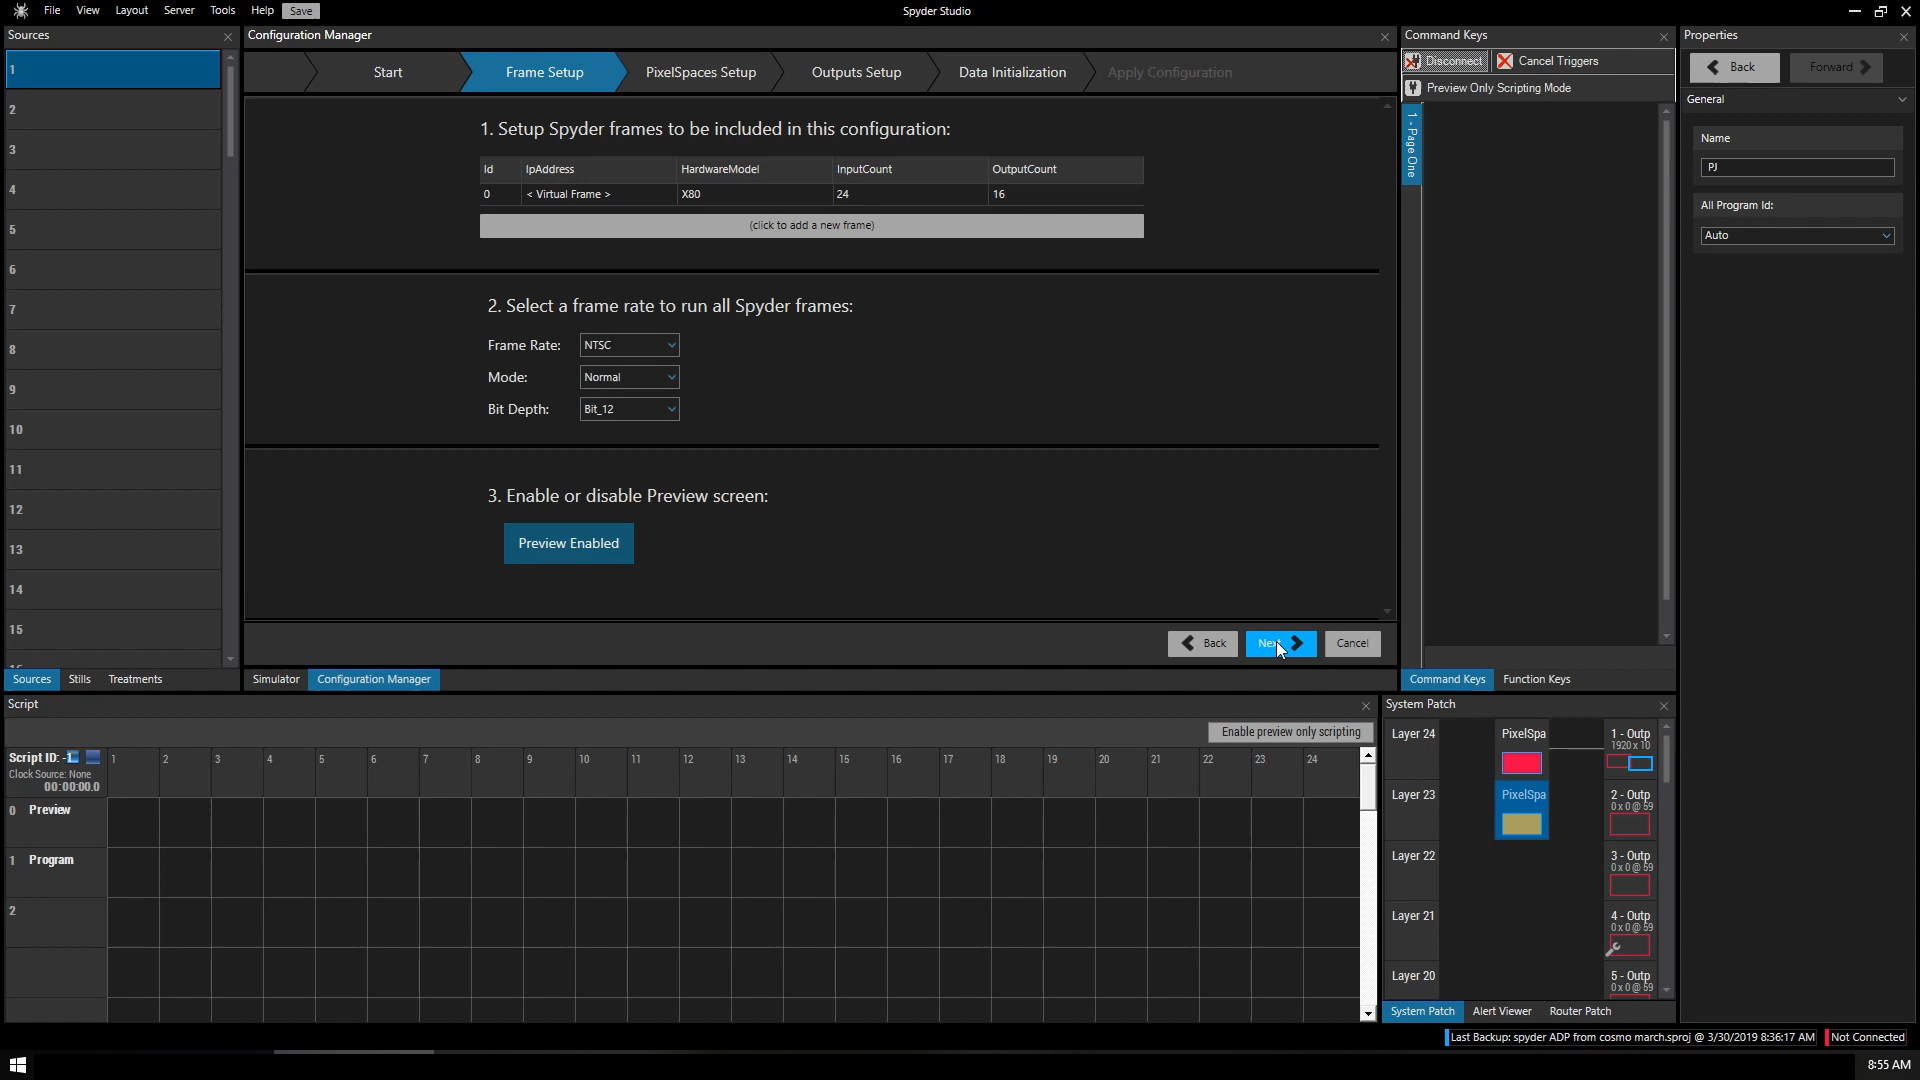 File View Layout Server Tools Help Save
Spyder Studio
Sources
1
2
3
4
5
6
7
8
9
10
11
12
13
14
15
Sources Stills Treatments
Configuration Manager
Start Frame Setup PixelSpaces Setup Outputs Setup Data Initialization Apply Configuration
1. Setup Spyder frames to be included in this configuration:
Id IpAddress HardwareModel InputCount OutputCount
0 < Virtual Frame > X80 24 16
(click to add a new frame)
2. Select a frame rate to run all Spyder frames:
Frame Rate: NTSC
Mode: Normal
Bit Depth: Bit_12
3. Enable or disable Preview screen:
Preview Enabled
Back Next Cancel
Simulator Configuration Manager
Command Keys
Disconnect Cancel Triggers
Preview Only Scripting Mode
1 - Page One
Command Keys Function Keys
Properties
Back Forward
General
Name
PJ
All Program Id:
Auto
Script
Enable preview only scripting
Script ID: -1
Clock Source: None
00:00:00.0
1 2 3 4 5 6 7 8 9 10 11 12 13 14 15 16 17 18 19 20 21 22 23 24
0 Preview
1 Program
2
System Patch
Layer 24 PixelSpa 1 - Outp
1920 x 10
Layer 23 PixelSpa 2 - Outp
0 x 0 @ 59
Layer 22 3 - Outp
0 x 0 @ 59
Layer 21 4 - Outp
0 x 0 @ 59
Layer 20 5 - Outp
0 x 0 @ 59
System Patch Alert Viewer Router Patch
Last Backup: spyder ADP from cosmo march.sproj @ 3/30/2019 8:36:17 AM Not Connected
8:55 AM